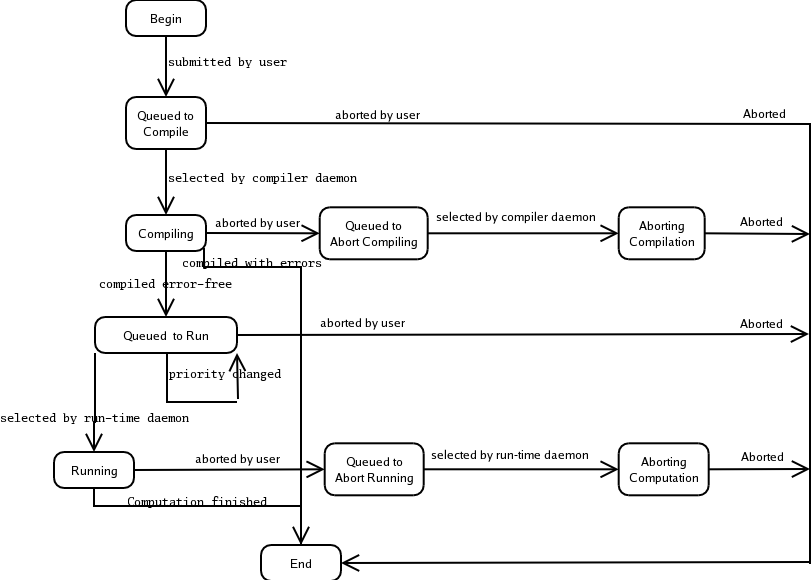 Begin
submitted by user
Queued to
Compile
aborted by user
Aborted
selected by compiler daemon
Compiling
aborted by user
Queued to
Abort Compiling
selected by compiler daemon
Aborting
Compilation
Aborted
compiled with errors
compiled error-free
Queued to Run
aborted by user
Aborted
priority changed
selected by run-time daemon
Running
aborted by user
Queued to
Abort Running
selected by run-time daemon
Aborting
Computation
Aborted
Computation finished
End